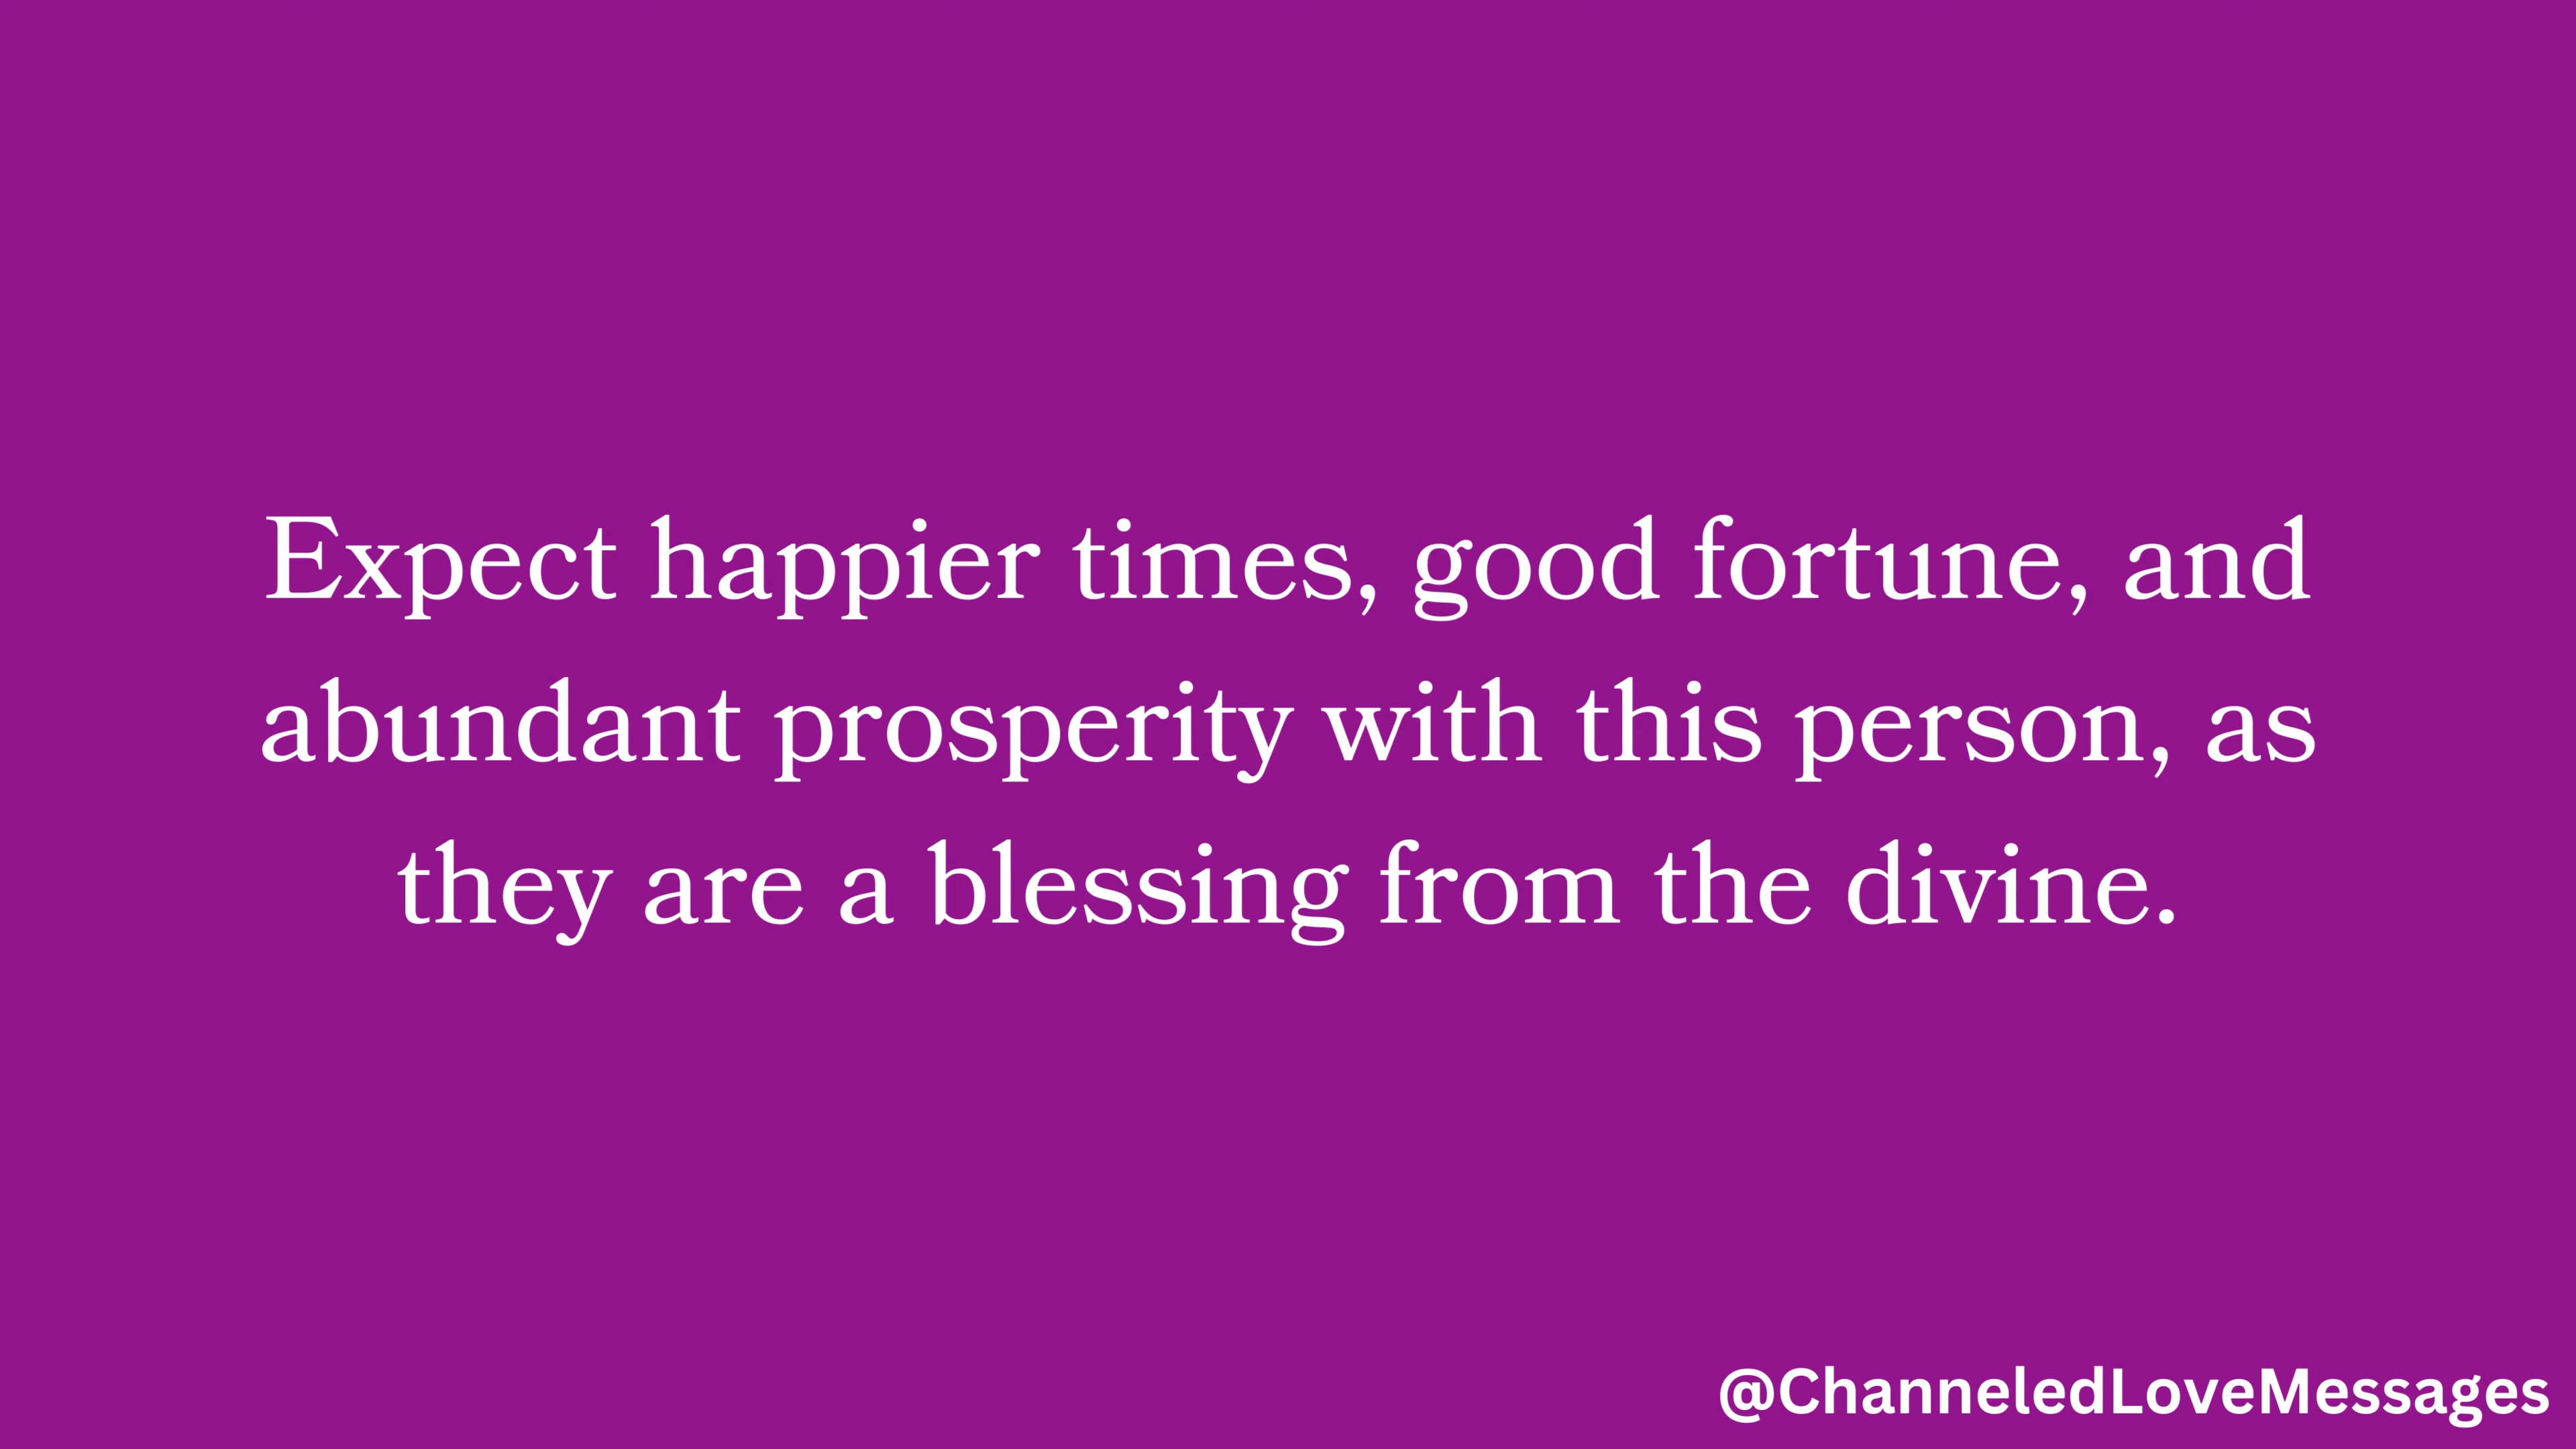 Expect happier times, good fortune, and
abundant prosperity with this person, as
they are a blessing from the divine.
@ChanneledLoveMessages